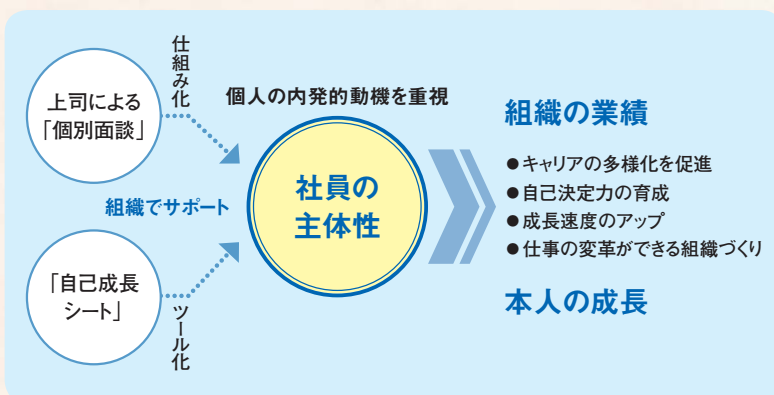 上司による
「個別面談」
仕組み化
個人の内発的動機を重視
組織でサポート
社員の
主体性
「自己成長
シート」
ツール化
組織の業績
●キャリアの多様化を促進
●自己決定力の育成
●成長速度のアップ
●仕事の変革ができる組織づくり
本人の成長